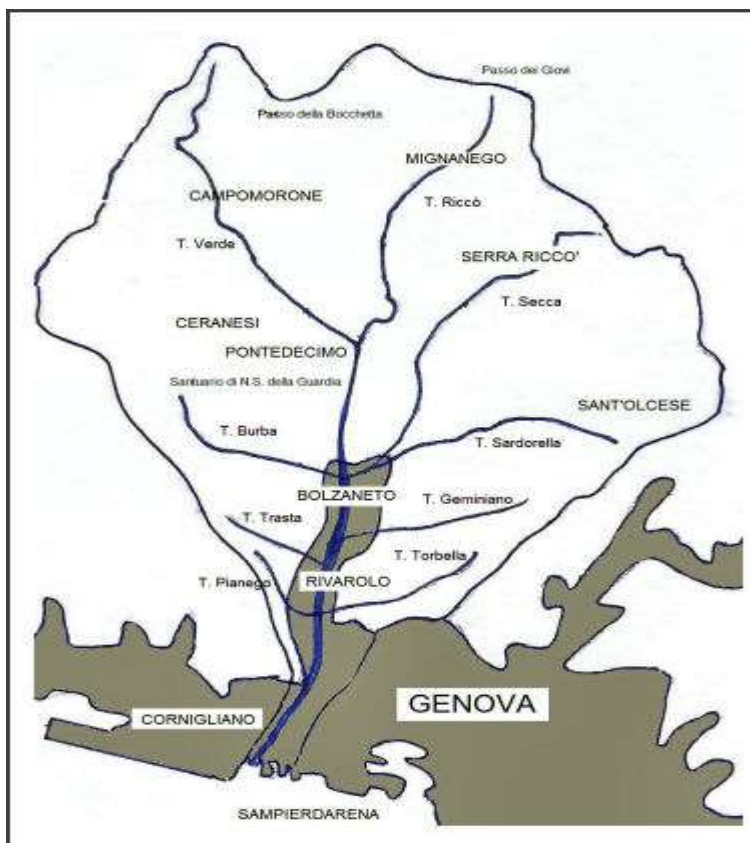 Passo dei Giovi
Passo della Bocchetta
MIGNANEGO
CAMPOMORONE
T. Riccò
T. Verde
SERRA RICCO'
T. Secca
CERANESI
PONTEDECIMO
Santuario di N.S. della Guardia
SANT'OLCESE
T. Burba
T. Sardorella
BOLZANETO
T. Geminiano
T. Trasta
T. Torbella
T. Pianego
RIVAROLO
GENOVA
CORNIGLIANO
SAMPIERDARENA